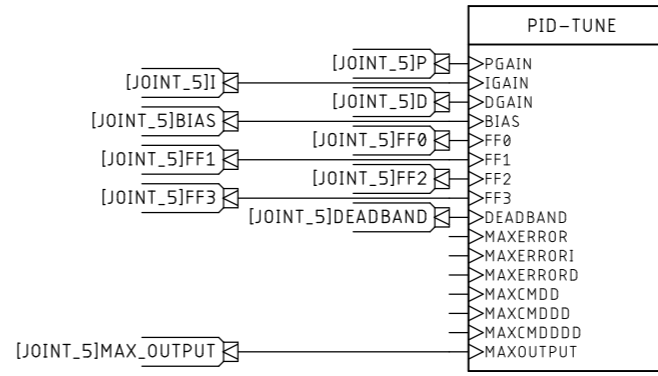 PID-TUNE
[JOINT_5]P PGAIN
[JOINT_5]I IGAIN
[JOINT_5]D DGAIN
[JOINT_5]BIAS BIAS
[JOINT_5]FF0 FF0
[JOINT_5]FF1 FF1
[JOINT_5]FF2 FF2
[JOINT_5]FF3 FF3
[JOINT_5]DEADBAND DEADBAND
MAXERROR
MAXERRORI
MAXERRORD
MAXCMDD
MAXCMDDD
MAXCMDDDD
[JOINT_5]MAX_OUTPUT MAXOUTPUT